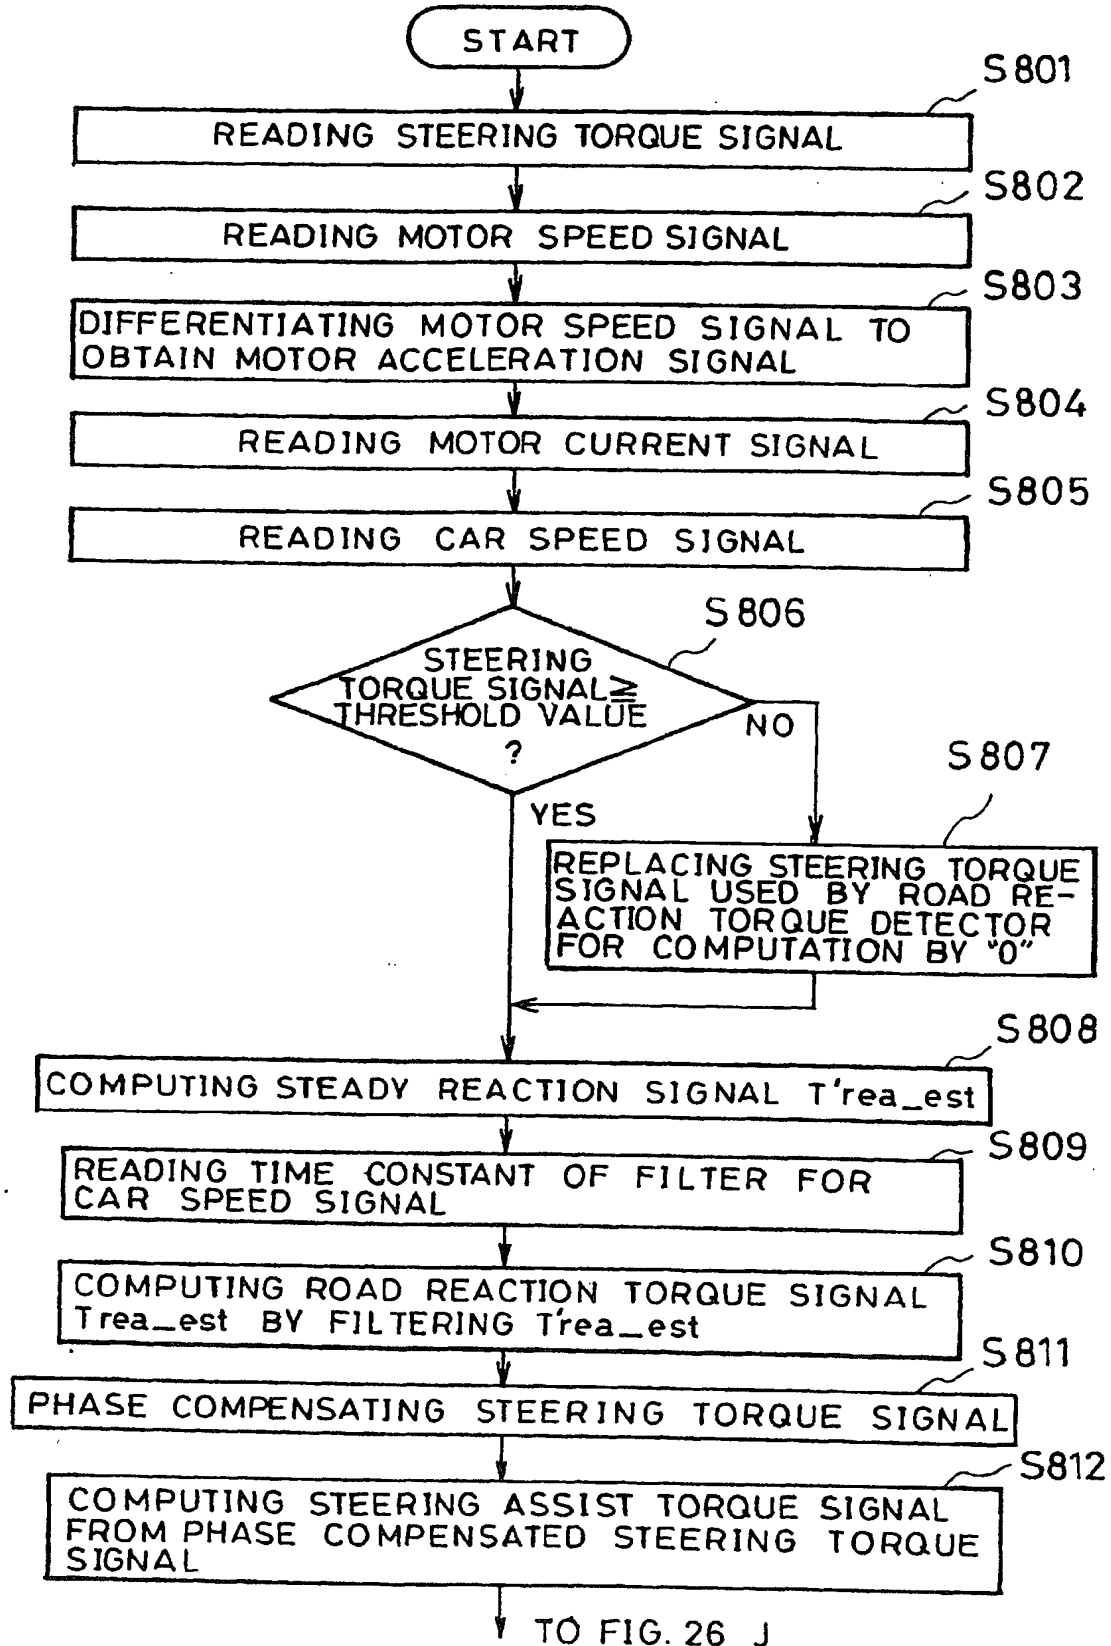 START
S801
READING STEERING TORQUE SIGNAL
S802
READING MOTOR SPEED SIGNAL
S803
DIFFERENTIATING MOTOR SPEED SIGNAL TO
OBTAIN MOTOR ACCELERATION SIGNAL
S804
READING MOTOR CURRENT SIGNAL
S805
READING CAR SPEED SIGNAL
S806
STEERING
TORQUE SIGNAL≧
THRESHOLD VALUE
?
NO
YES
S807
REPLACING STEERING TORQUE
SIGNAL USED BY ROAD RE-
ACTION TORQUE DETECTOR
FOR COMPUTATION BY "0"
S808
COMPUTING STEADY REACTION SIGNAL T'rea_est
S809
READING TIME CONSTANT OF FILTER FOR
CAR SPEED SIGNAL
S810
COMPUTING ROAD REACTION TORQUE SIGNAL
Trea_est BY FILTERING T'rea_est
S811
PHASE COMPENSATING STEERING TORQUE SIGNAL
S812
COMPUTING STEERING ASSIST TORQUE SIGNAL
FROM PHASE COMPENSATED STEERING TORQUE
SIGNAL
TO FIG. 26 J